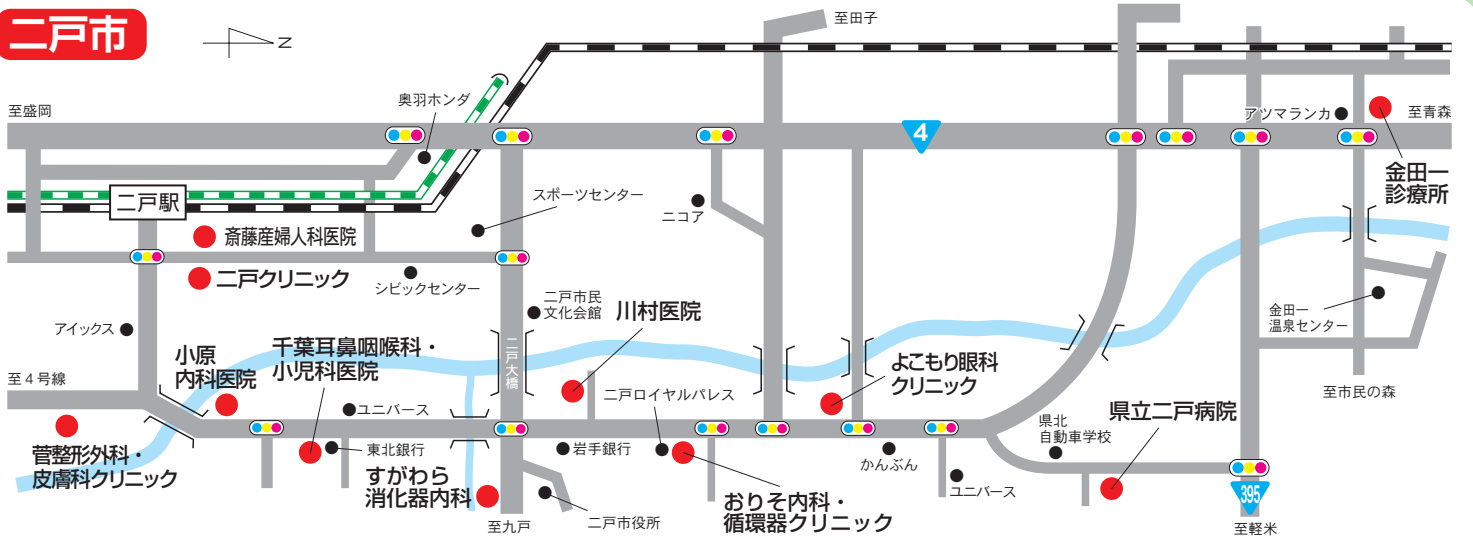 二戸市
N
至田子
至盛岡
奥羽ホンダ
アツマランカ
至青森
4
金田一
診療所
二戸駅
スポーツセンター
ニコア
斎藤産婦人科医院
二戸クリニック
シビックセンター
二戸市民
文化会館
川村医院
金田一
温泉センター
アイックス
小原
内科医院
千葉耳鼻咽喉科・
小児科医院
二戸大橋
よこもり眼科
クリニック
至４号線
ユニバース
二戸ロイヤルパレス
至市民の森
県立二戸病院
県北
自動車学校
菅整形外科・
皮膚科クリニック
東北銀行
すがわら
消化器内科
岩手銀行
かんぶん
ユニバース
おりそ内科・
循環器クリニック
395
至九戸
二戸市役所
至軽米